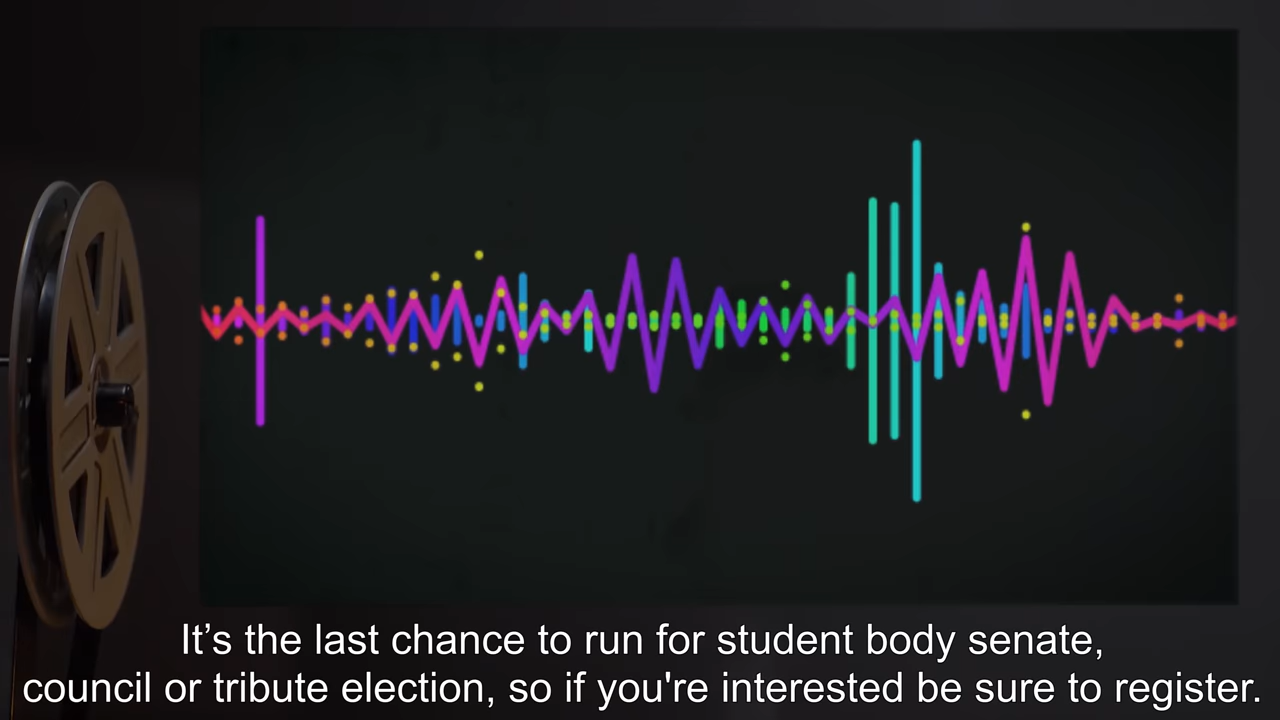 It’s the last chance to run for student body senate,
council or tribute election, so if you're interested be sure to register.